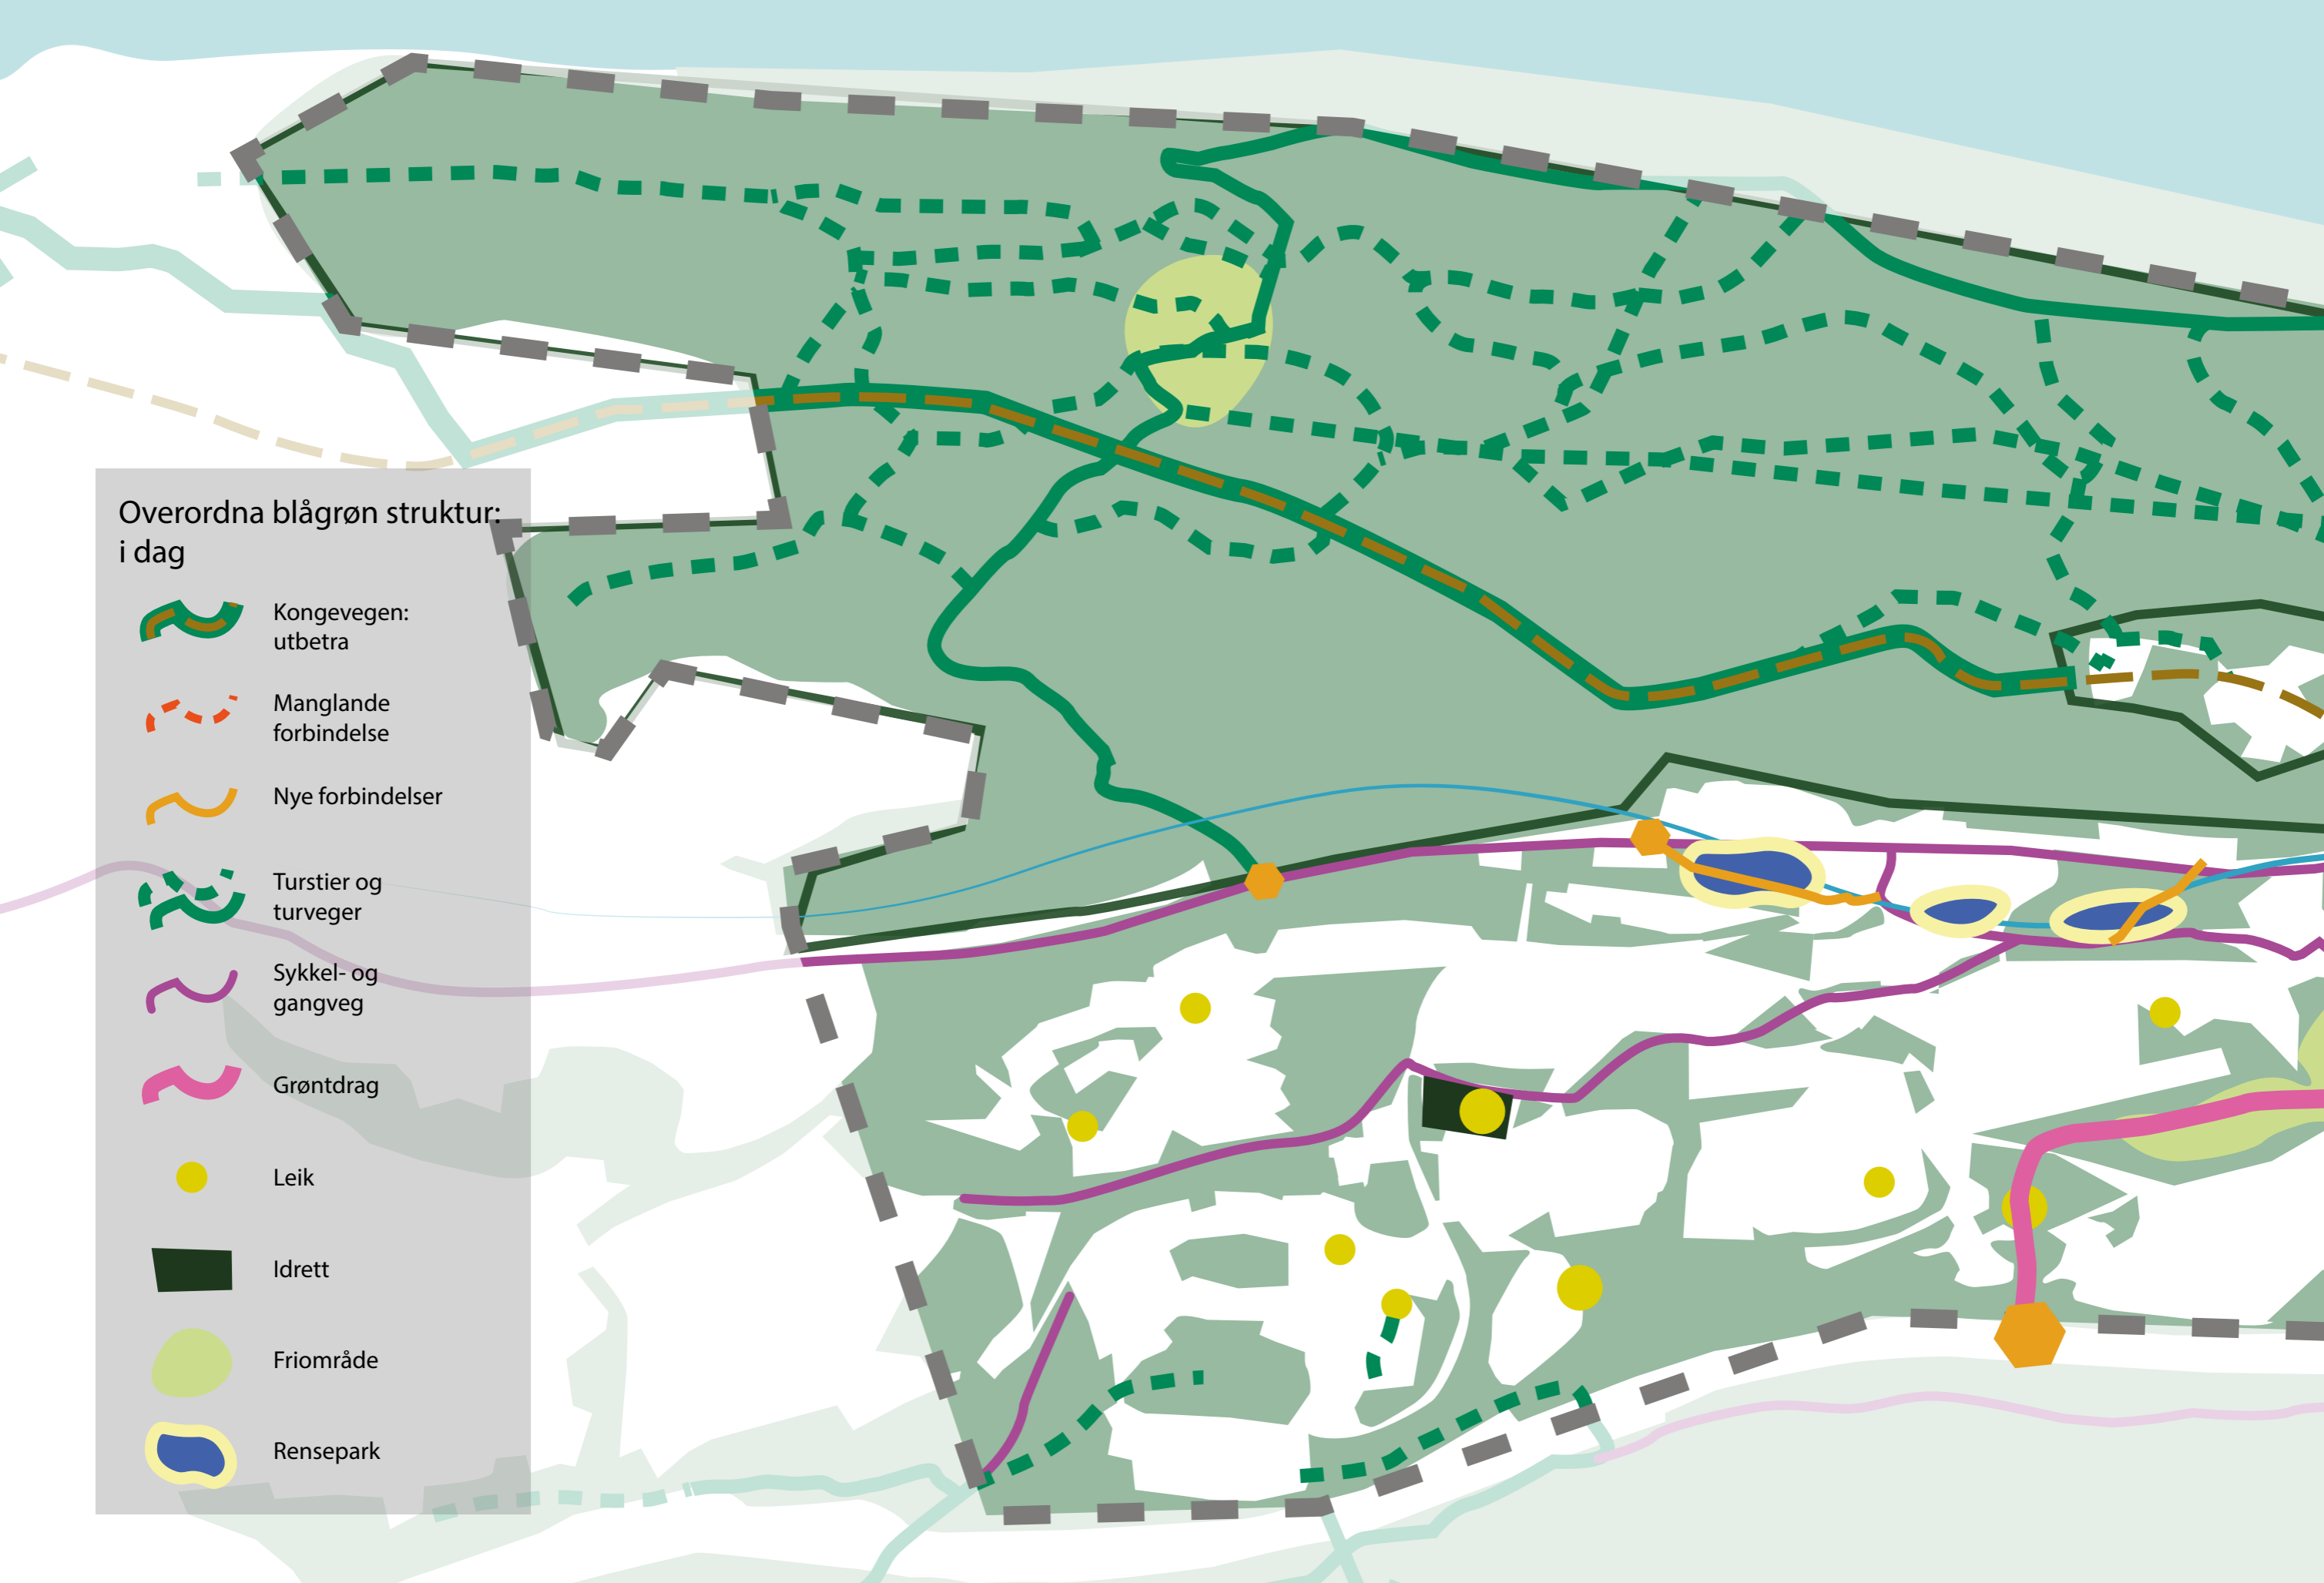 Overordna blågrøn struktur:
i dag
Kongevegen:
utbetra
Manglande
forbindelse
Nye forbindelser
Turstier og
turveger
Sykkel- og
gangveg
Grøntdrag
Leik
Idrett
Friområde
Rensepark